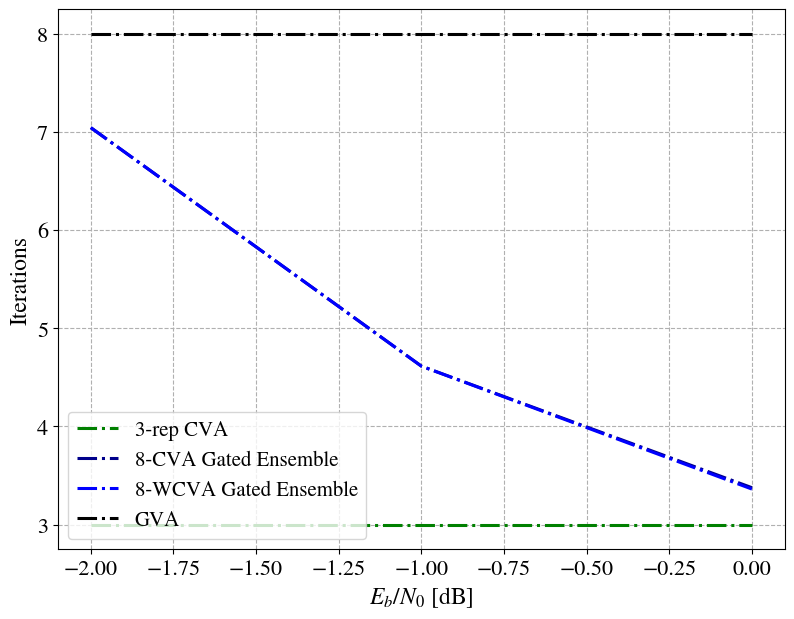 8
7
6
5
4
3
Iterations
3-rep CVA
8-CVA Gated Ensemble
8-WCVA Gated Ensemble
GVA
−2.00 −1.75 −1.50 −1.25 −1.00 −0.75 −0.50 −0.25 0.00
E_b/N_0 [dB]